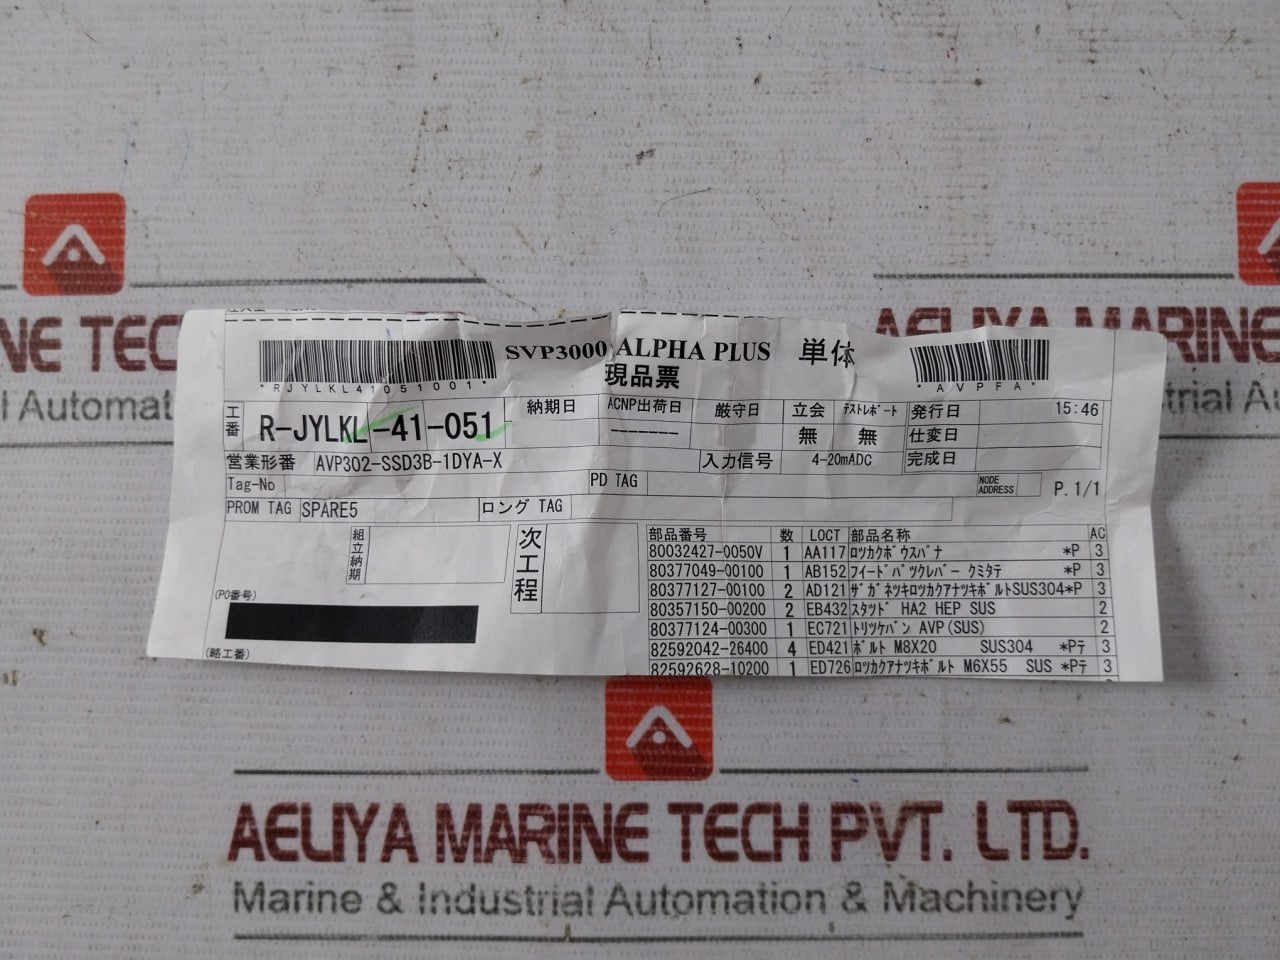 SVP3000 ALPHA PLUS 単体
現品票
*RJYLKL41051001*
*AVPFA*
工番 R-JYLKL-41-051
納期日 ACNP出荷日 厳守日 立会 ﾃｽﾄﾚﾎﾟｰﾄ 発行日 15:46
------- 無 無 仕変日
営業形番 AVP302-SSD3B-1DYA-X 入力信号 4-20mADC 完成日
Tag-No PD TAG NODE ADDRESS P.1/1
PROM TAG SPARE5 ロング TAG
組立納期 次工程
(PO番号)
(略工番)
部品番号 数 LOCT 部品名称 AC
80032427-0050V 1 AA117 ﾛﾂｶｸﾎﾞｳｽﾊﾟﾅ *P 3
80377049-00100 1 AB152 ﾌｲｰﾄﾞﾊﾞﾂｸﾚﾊﾞｰ ｸﾐﾀﾃ *P 3
80377127-00100 2 AD121 ｻﾞｶﾞﾈﾂｷﾛﾂｶｸｱﾅﾂｷﾎﾞﾙﾄSUS304*P 3
80357150-00200 2 EB432 ｽﾀﾂﾄﾞ HA2 HEP SUS 2
80377124-00300 1 EC721 ﾄﾘﾂｹﾊﾞﾝ AVP(SUS) 2
82592042-26400 4 ED421 ﾎﾞﾙﾄ M8X20 SUS304 *Pﾃ 3
82592628-10200 1 ED726 ﾛﾂｶｸｱﾅﾂｷﾎﾞﾙﾄ M6X55 SUS *Pﾃ 3
NE TEC
l Automat
AELIYA MARINE
trial Auto
AELIYA MARINE TECH PVT. LTD.
Marine & Industrial Automation & Machinery